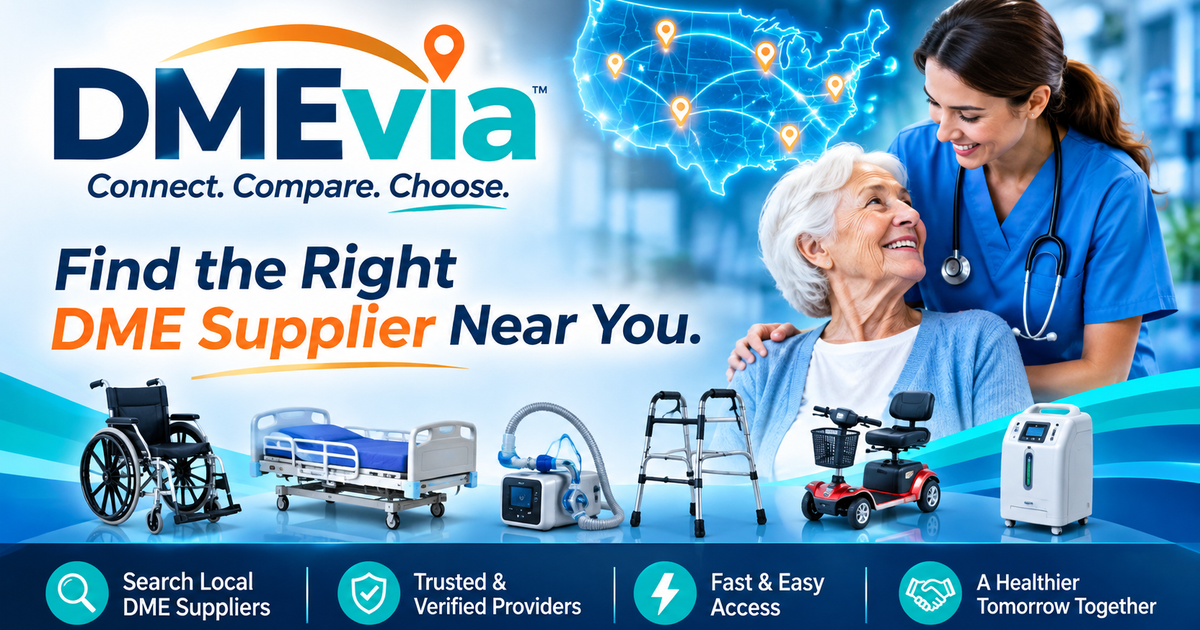 DMEvia™
Connect. Compare. Choose.
Find the Right
DME Supplier Near You.
Search Local
DME Suppliers
Trusted &
Verified Providers
Fast & Easy
Access
A Healthier
Tomorrow Together